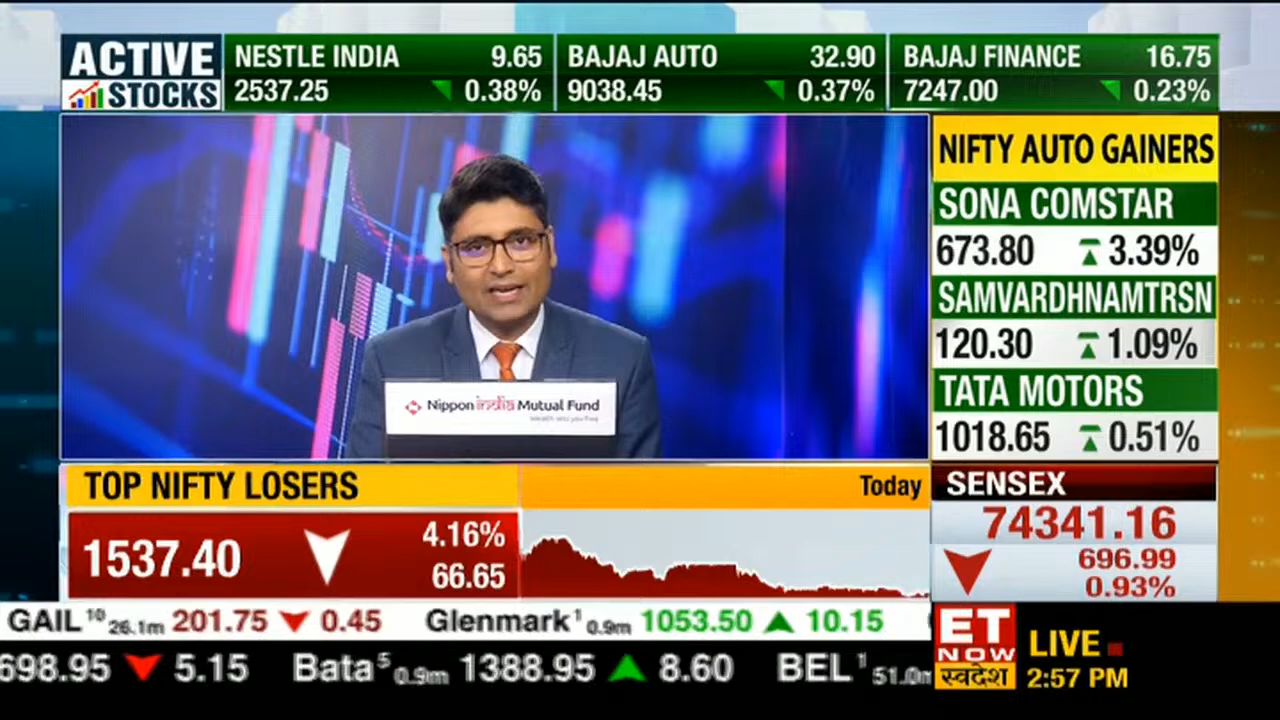 ACTIVE
STOCKS
NESTLE INDIA 9.65
2537.25 0.38%
BAJAJ AUTO 32.90
9038.45 0.37%
BAJAJ FINANCE 16.75
7247.00 0.23%
NIFTY AUTO GAINERS
SONA COMSTAR
673.80 3.39%
SAMVARDHNAMTRSN
120.30 1.09%
TATA MOTORS
1018.65 0.51%
Nippon india Mutual Fund
TOP NIFTY LOSERS
Today
1537.40
4.16%
66.65
SENSEX
74341.16
696.99
0.93%
GAIL 10 26.1m 201.75 0.45 Glenmark 1 0.9m 1053.50 10.15
698.95 5.15 Bata 5 0.9m 1388.95 8.60 BEL 1 51.0m
ET
NOW
स्वदेश
LIVE
2:57 PM